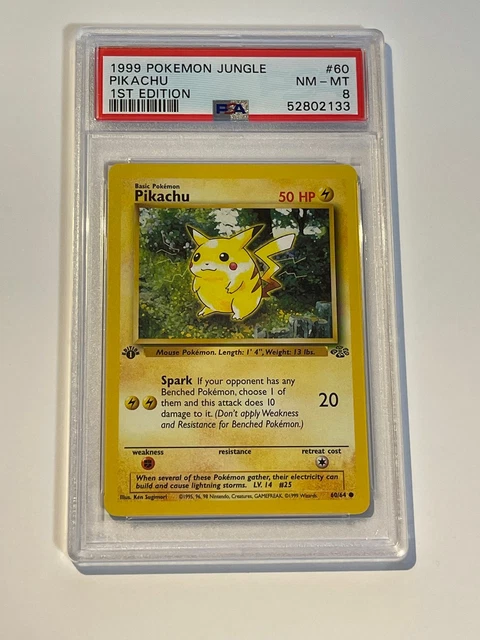 1999 POKEMON JUNGLE #60
PIKACHU NM - MT
1ST EDITION 8
PSA 52802133
Basic Pokémon
Pikachu 50 HP
EDITION 1
Mouse Pokémon. Length: 1' 4", Weight: 13 lbs.
Spark If your opponent has any
Benched Pokémon, choose 1 of
them and this attack does 10 20
damage to it. (Don't apply Weakness
and Resistance for Benched Pokémon.)
weakness resistance retreat cost
When several of these Pokémon gather, their electricity can
build and cause lightning storms. LV. 14 #25
Illus. Ken Sugimori ©1995, 96, 98 Nintendo, Creatures, GAMEFREAK. ©1999 Wizards. 60/64